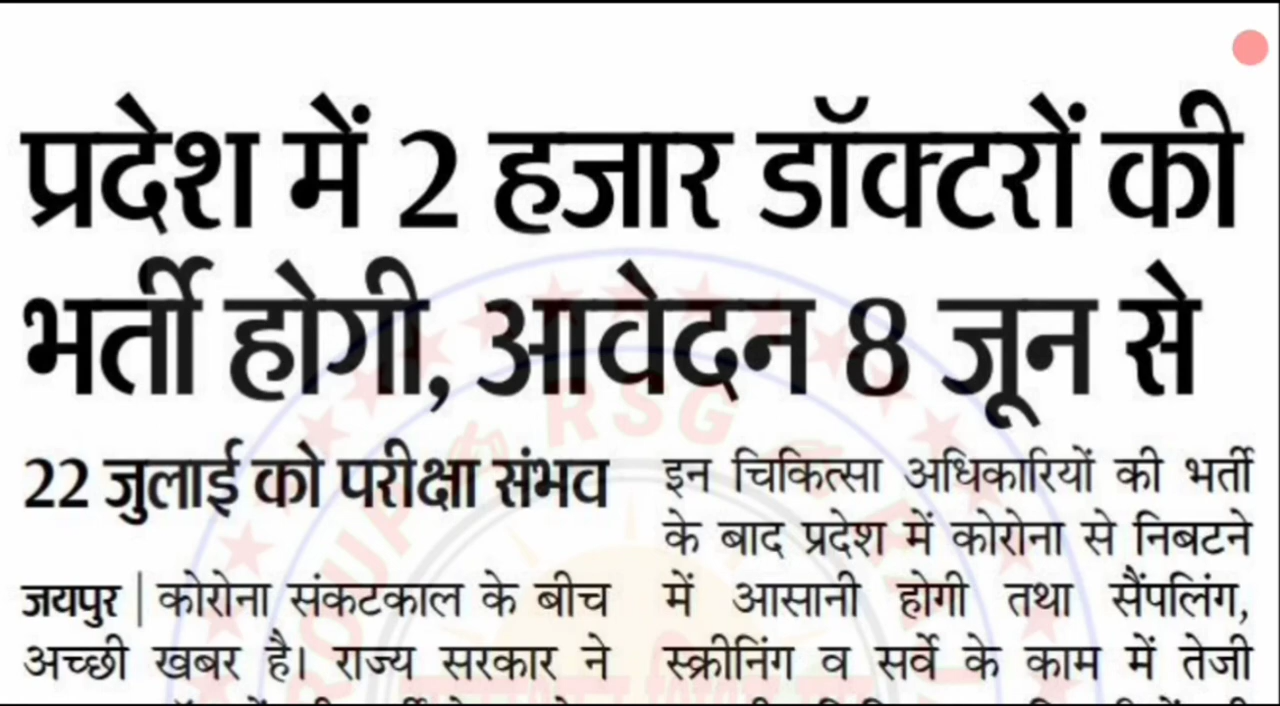 प्रदेश में 2 हजार डॉक्टरों की
भर्ती होगी, आवेदन 8 जून से
22 जुलाई को परीक्षा संभव
जयपुर | कोरोना संकटकाल के बीच
अच्छी खबर है। राज्य सरकार ने
इन चिकित्सा अधिकारियों की भर्ती
के बाद प्रदेश में कोरोना से निबटने
में आसानी होगी तथा सैंपलिंग,
स्क्रीनिंग व सर्वे के काम में तेजी
RSG